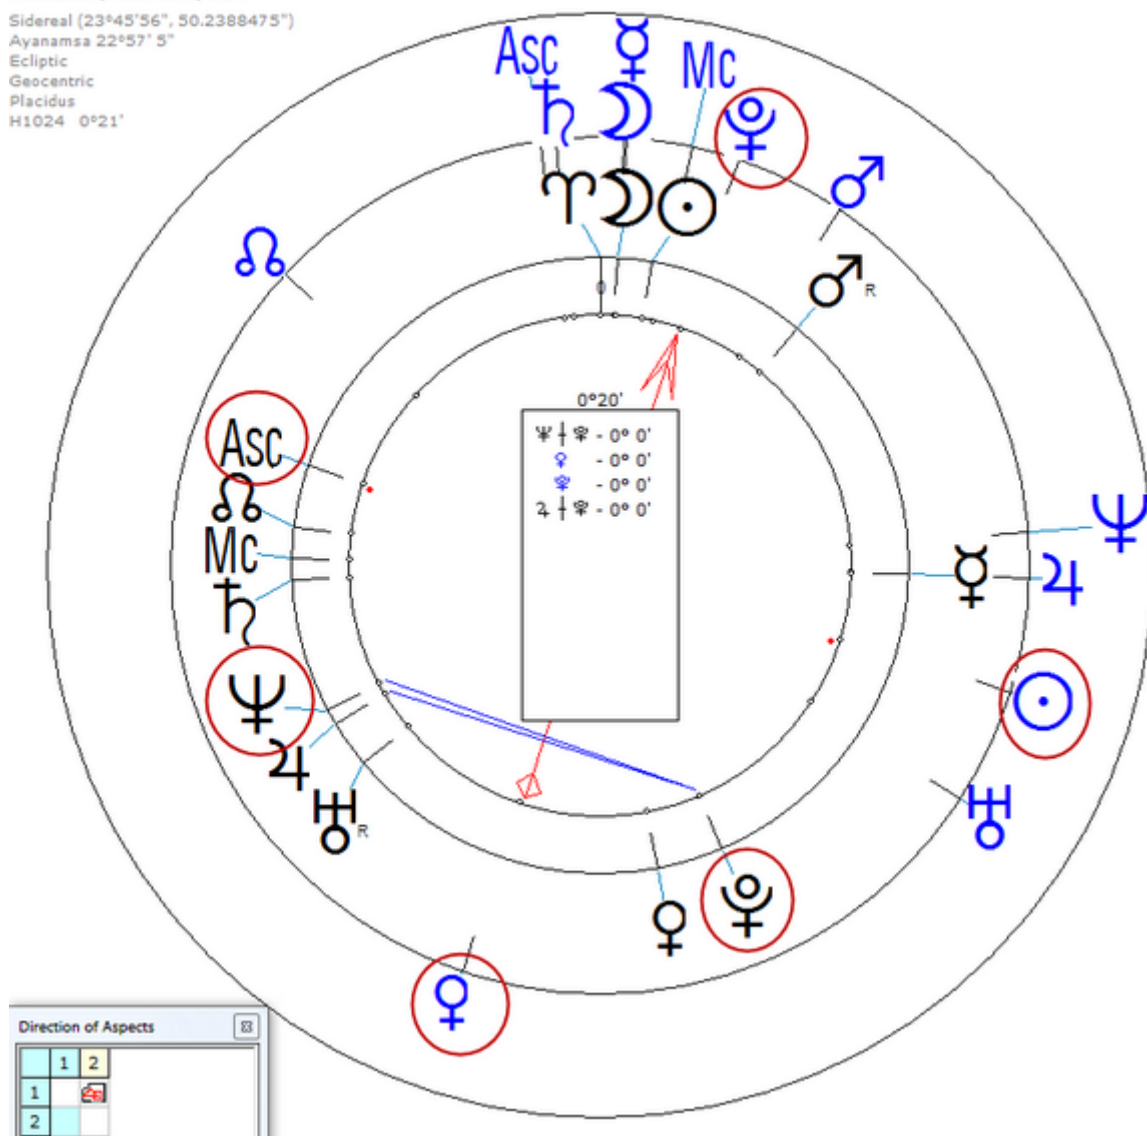 Sidereal (23°45'56", 50.2388475")
Ayanamsa 22°57' 5"
Ecliptic
Geocentric
Placidus
H1024 0°21'
Asc ☿ Mc
♄ ☽ ♇ ♂
♈ ☽ ☉
☊ ♂ R
0
0°20'
♆ ┼ ♇ - 0° 0'
♀ - 0° 0'
♇ - 0° 0'
♃ ┼ ♇ - 0° 0'
Asc
☊
Mc ☿ ♃ ♆
♄
♆ ☉
♃
♅ R ♅
♀ ♇
♀
Direction of Aspects
1 2
1
2